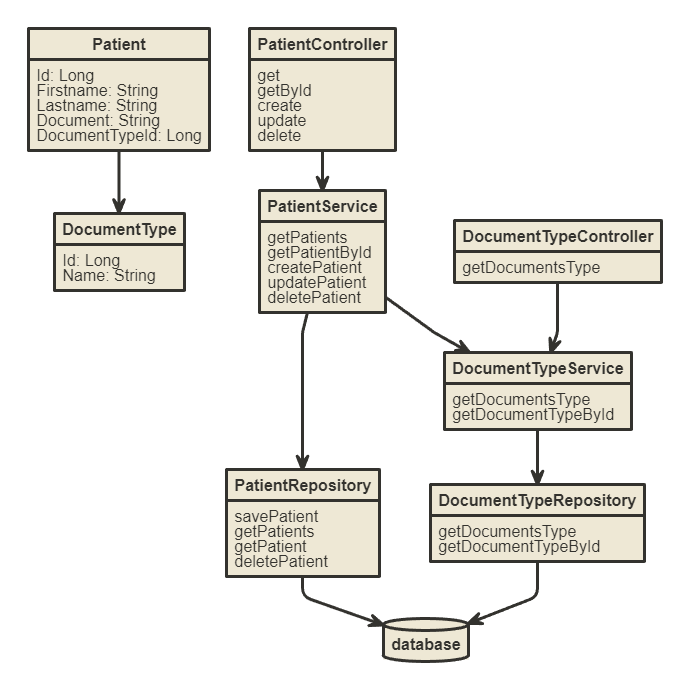 Patient
Id: Long
Firstname: String
Lastname: String
Document: String
DocumentTypeId: Long
PatientController
get
getById
create
update
delete
DocumentType
Id: Long
Name: String
PatientService
getPatients
getPatientById
createPatient
updatePatient
deletePatient
DocumentTypeController
getDocumentsType
DocumentTypeService
getDocumentsType
getDocumentTypeById
PatientRepository
savePatient
getPatients
getPatient
deletePatient
DocumentTypeRepository
getDocumentsType
getDocumentTypeById
database